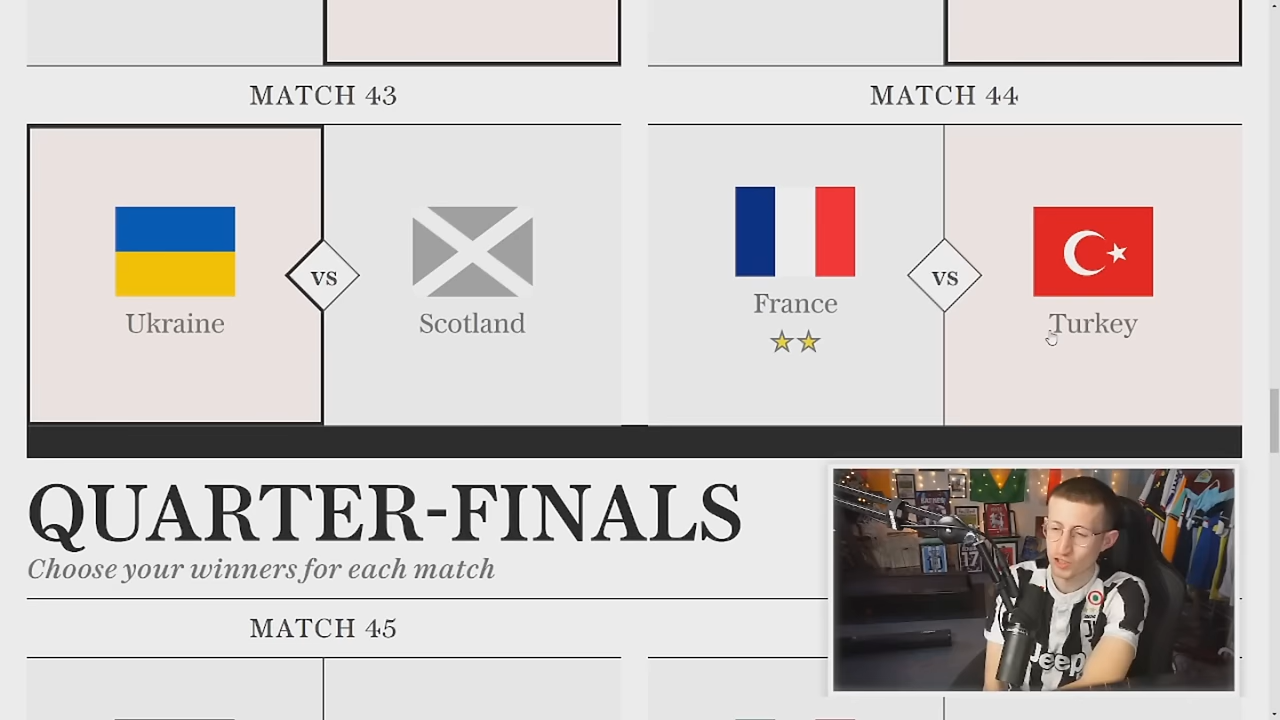 MATCH 43
MATCH 44
vs
vs
Ukraine
Scotland
France
Turkey
QUARTER-FINALS
Choose your winners for each match
MATCH 45
Jeep
17